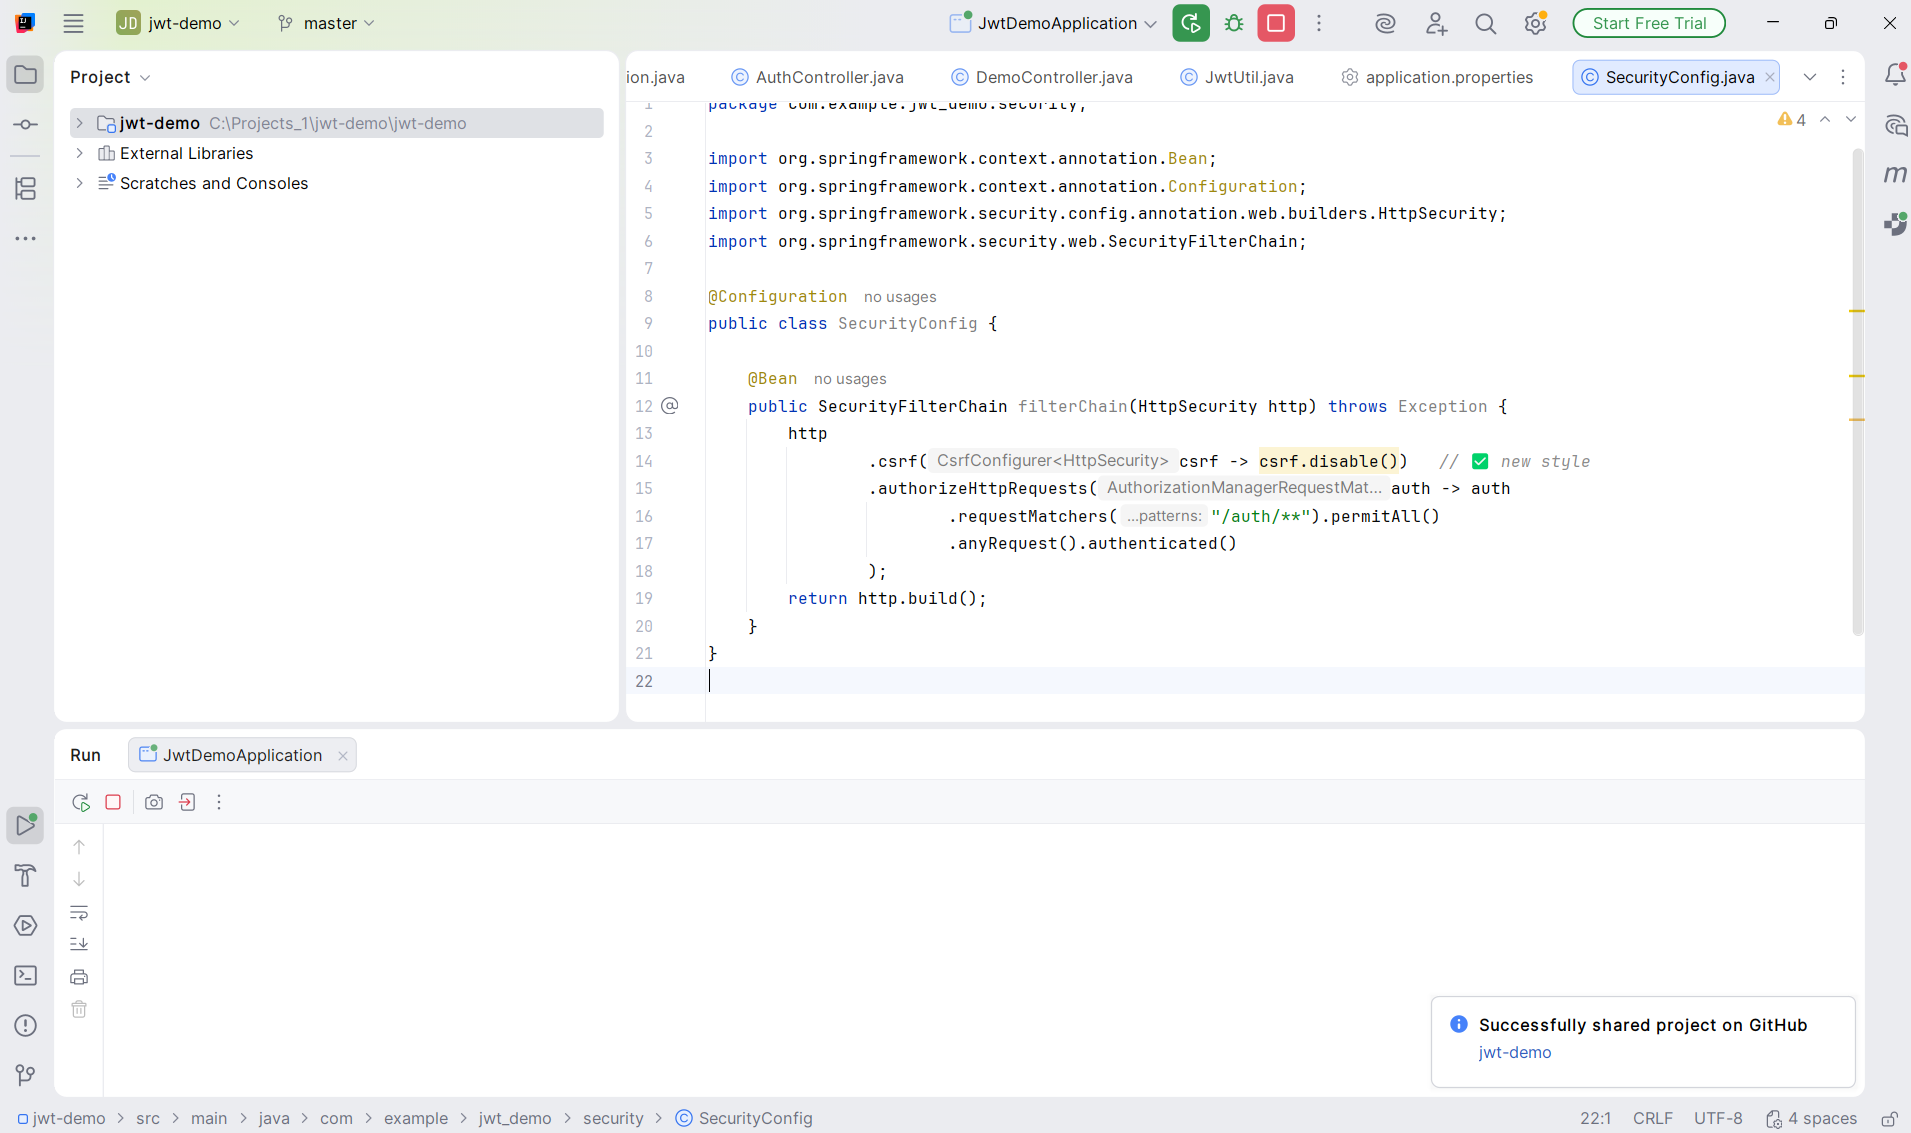 JD jwt-demo master JwtDemoApplication Start Free Trial
Project
jwt-demo C:\Projects_1\jwt-demo\jwt-demo
External Libraries
Scratches and Consoles
ion.java AuthController.java DemoController.java JwtUtil.java application.properties SecurityConfig.java
4
1 package com.example.jwt_demo.security;
2
3 import org.springframework.context.annotation.Bean;
4 import org.springframework.context.annotation.Configuration;
5 import org.springframework.security.config.annotation.web.builders.HttpSecurity;
6 import org.springframework.security.web.SecurityFilterChain;
7
8 @Configuration no usages
9 public class SecurityConfig {
10
11 @Bean no usages
12 public SecurityFilterChain filterChain(HttpSecurity http) throws Exception {
13 http
14 .csrf( CsrfConfigurer<HttpSecurity> csrf -> csrf.disable()) // ✅ new style
15 .authorizeHttpRequests( AuthorizationManagerRequestMat... auth -> auth
16 .requestMatchers( ...patterns: "/auth/**").permitAll()
17 .anyRequest().authenticated()
18 );
19 return http.build();
20 }
21 }
22
Run JwtDemoApplication
Successfully shared project on GitHub
jwt-demo
jwt-demo > src > main > java > com > example > jwt_demo > security > SecurityConfig
22:1 CRLF UTF-8 4 spaces